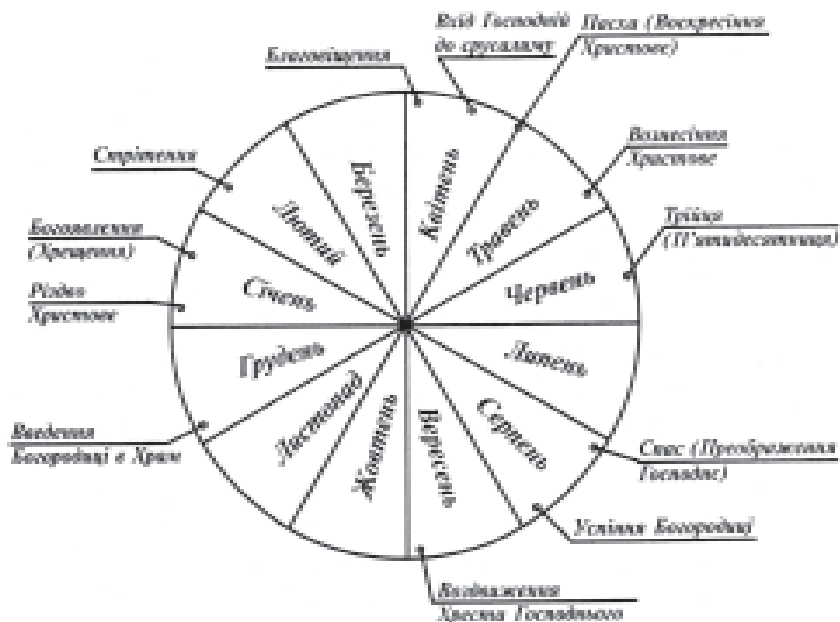 Благовіщення
Вхід Господній
до єрусалиму
Пасха (Воскресіння
Христове)
Вознесіння
Христове
Трійця
(П'ятидесятниця)
Стрітення
Богоявлення
(Хрещення)
Різдво
Христове
Введення
Богородиці в Храм
Спас (Преображення
Господнє)
Успіння Богородиці
Воздвиження
Хреста Господнього
Березень
Квітень
Лютий
Травень
Січень
Червень
Грудень
Липень
Листопад
Серпень
Жовтень
Вересень